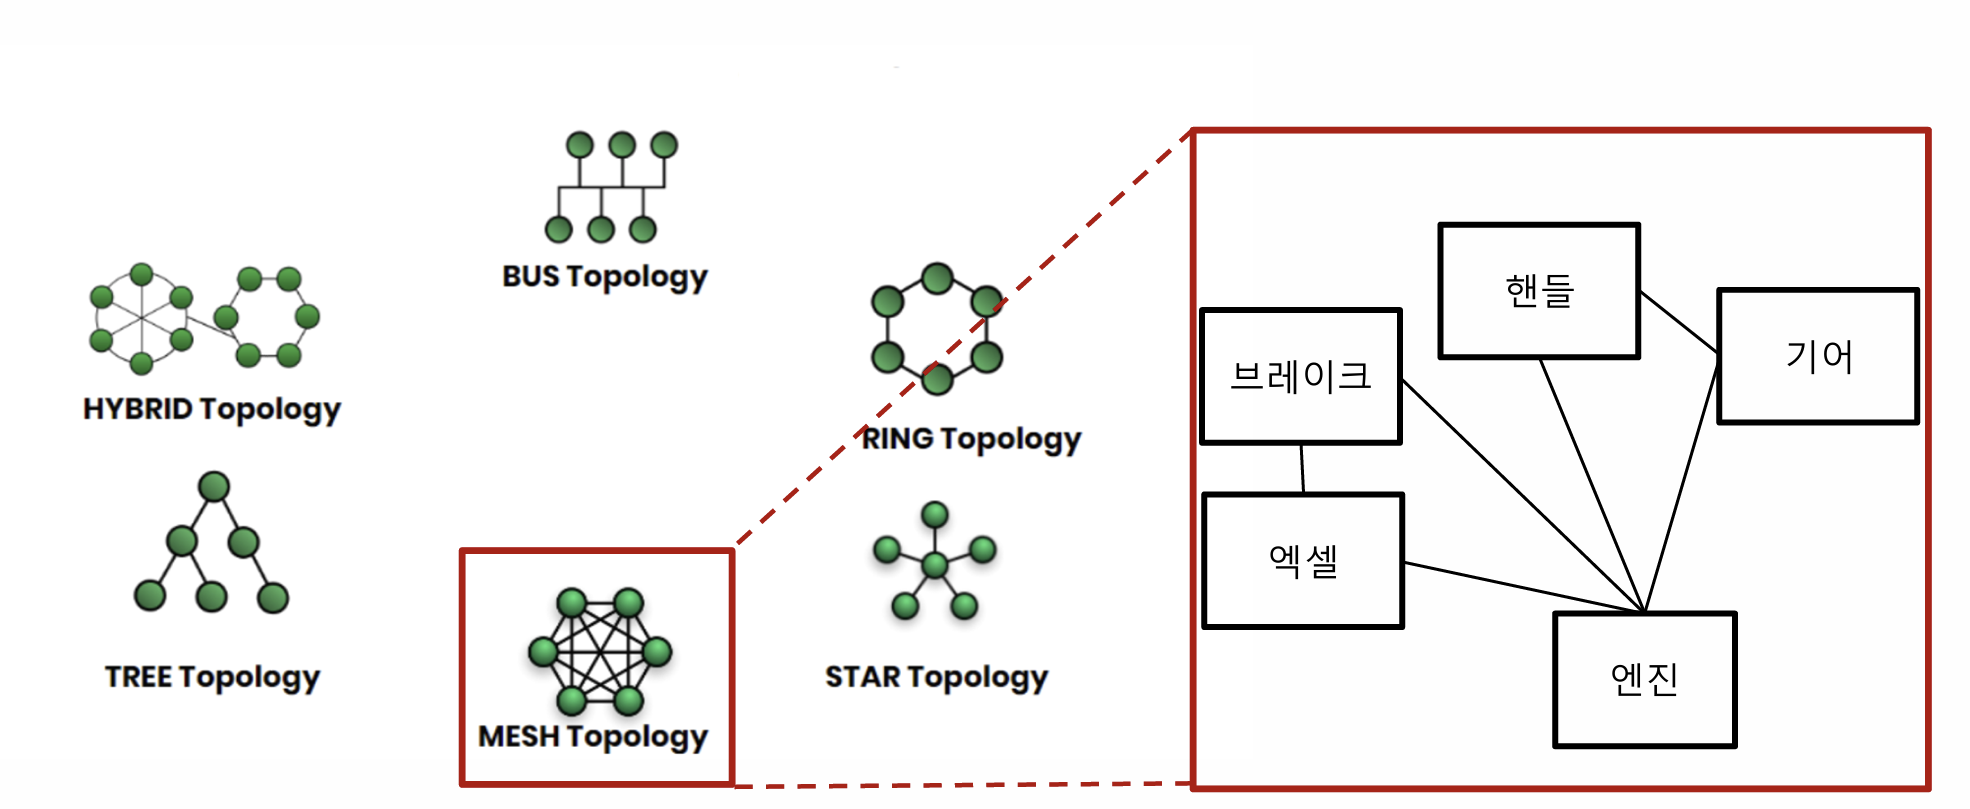 BUS Topology
HYBRID Topology
RING Topology
TREE Topology
MESH Topology
STAR Topology
핸들
기어
브레이크
엑셀
엔진